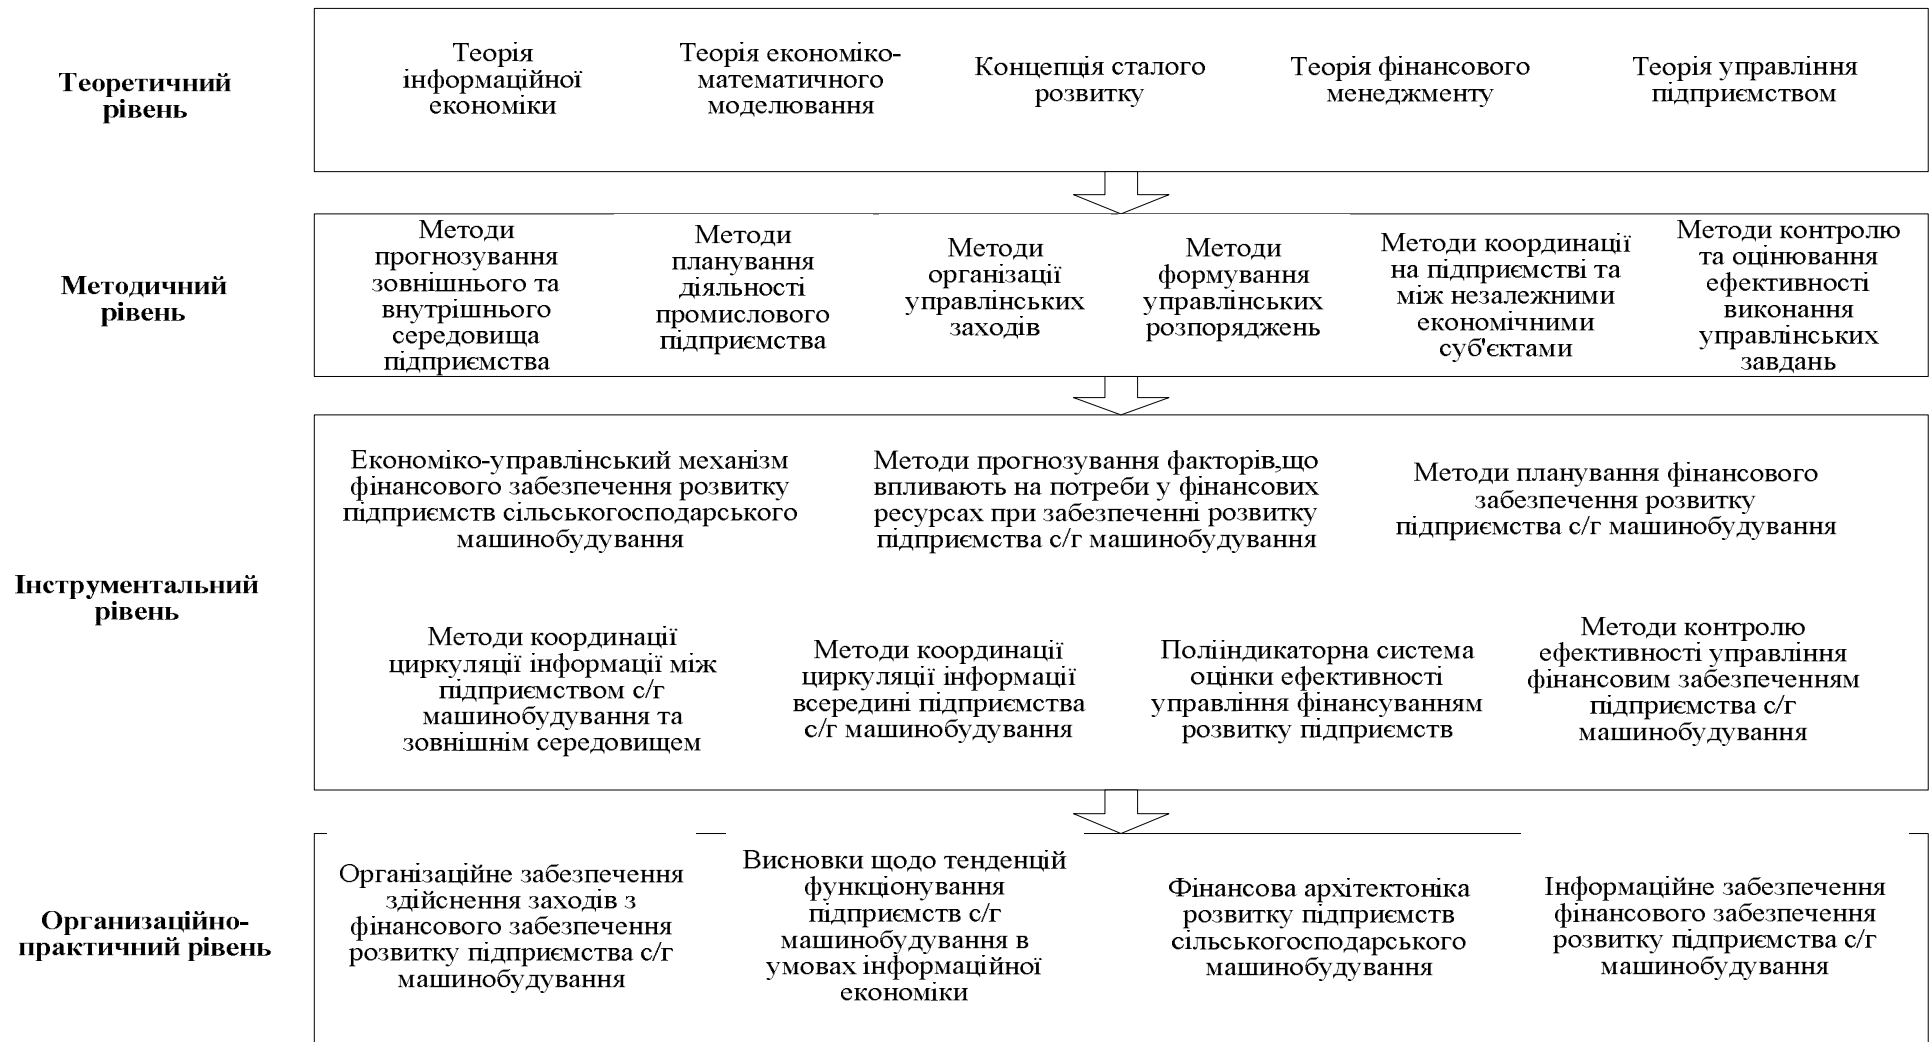 Теоретичний
рівень
Теорія
інформаційної
економіки
Теорія економіко-
математичного
моделювання
Концепція сталого
розвитку
Теорія фінансового
менеджменту
Теорія управління
підприємством
Методичний
рівень
Методи
прогнозування
зовнішнього та
внутрішнього
середовища
підприємства
Методи
планування
діяльності
промислового
підприємства
Методи
організації
управлінських
заходів
Методи
формування
управлінських
розпоряджень
Методи координації
на підприємстві та
між незалежними
економічними
суб'єктами
Методи контролю
та оцінювання
ефективності
виконання
управлінських
завдань
Інструментальний
рівень
Економіко-управлінський механізм
фінансового забезпечення розвитку
підприємств сільськогосподарського
машинобудування
Методи прогнозування факторів,що
впливають на потреби у фінансових
ресурсах при забезпеченні розвитку
підприємства с/г машинобудування
Методи планування фінансового
забезпечення розвитку
підприємства с/г машинобудування
Методи координації
циркуляції інформації між
підприємством с/г
машинобудування та
зовнішнім середовищем
Методи координації
циркуляції інформації
всередині підприємства
с/г машинобудування
Полііндикаторна система
оцінки ефективності
управління фінансуванням
розвитку підприємств
Методи контролю
ефективності управління
фінансовим забезпеченням
підприємства с/г
машинобудування
Организаційно-
практичний рівень
Організаційне забезпечення
здійснення заходів з
фінансового забезпечення
розвитку підприємства с/г
машинобудування
Висновки щодо тенденцій
функціонування
підприємств с/г
машинобудування в
умовах інформаційної
економіки
Фінансова архітектоніка
розвитку підприємств
сільськогосподарського
машинобудування
Інформаційне забезпечення
фінансового забезпечення
розвитку підприємства с/г
машинобудування